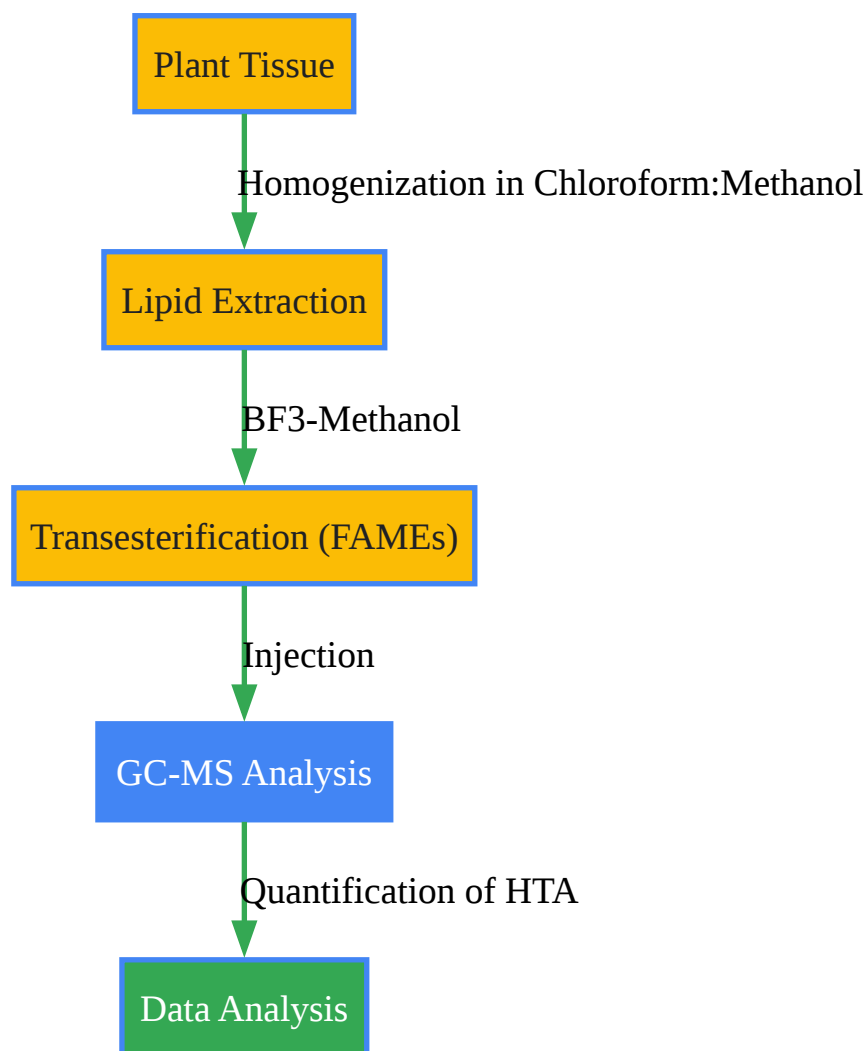 Plant Tissue
Homogenization in Chloroform:Methanol
Lipid Extraction
BF3-Methanol
Transesterification (FAMEs)
Injection
GC-MS Analysis
Quantification of HTA
Data Analysis